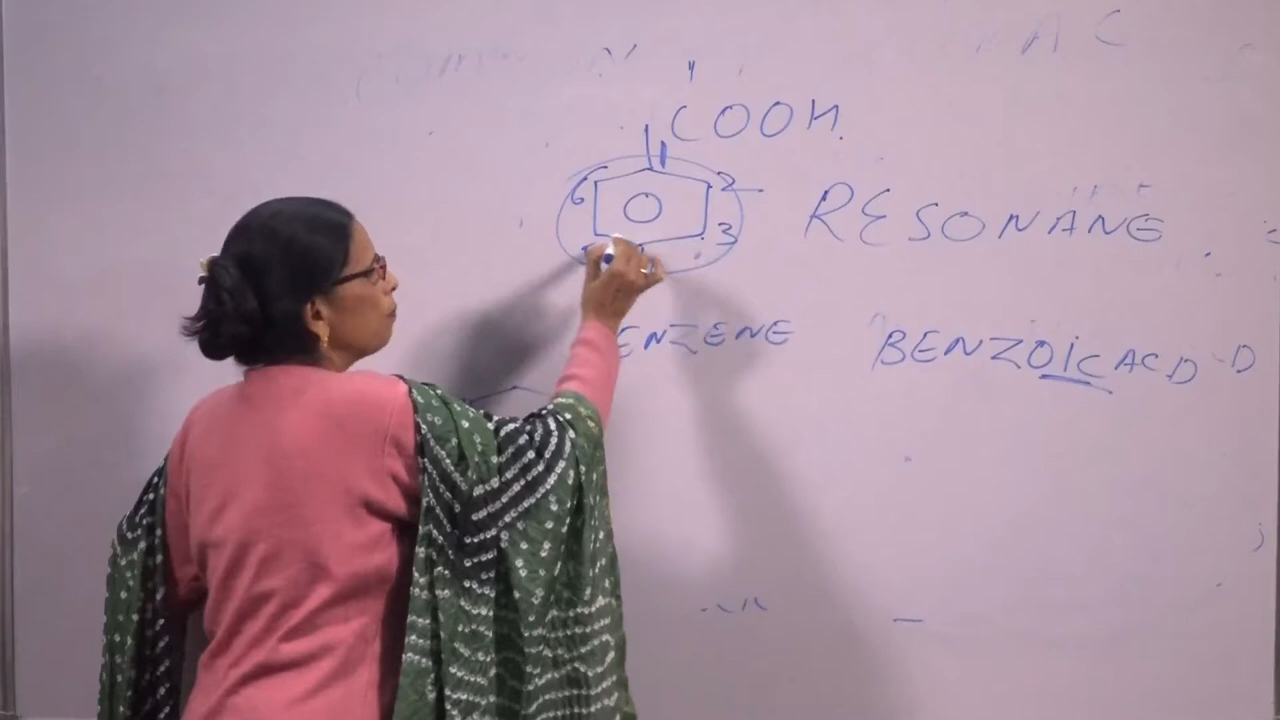 COOH
1
6 2
3
RESONANE
ENZENE
BENZOIC ACD D